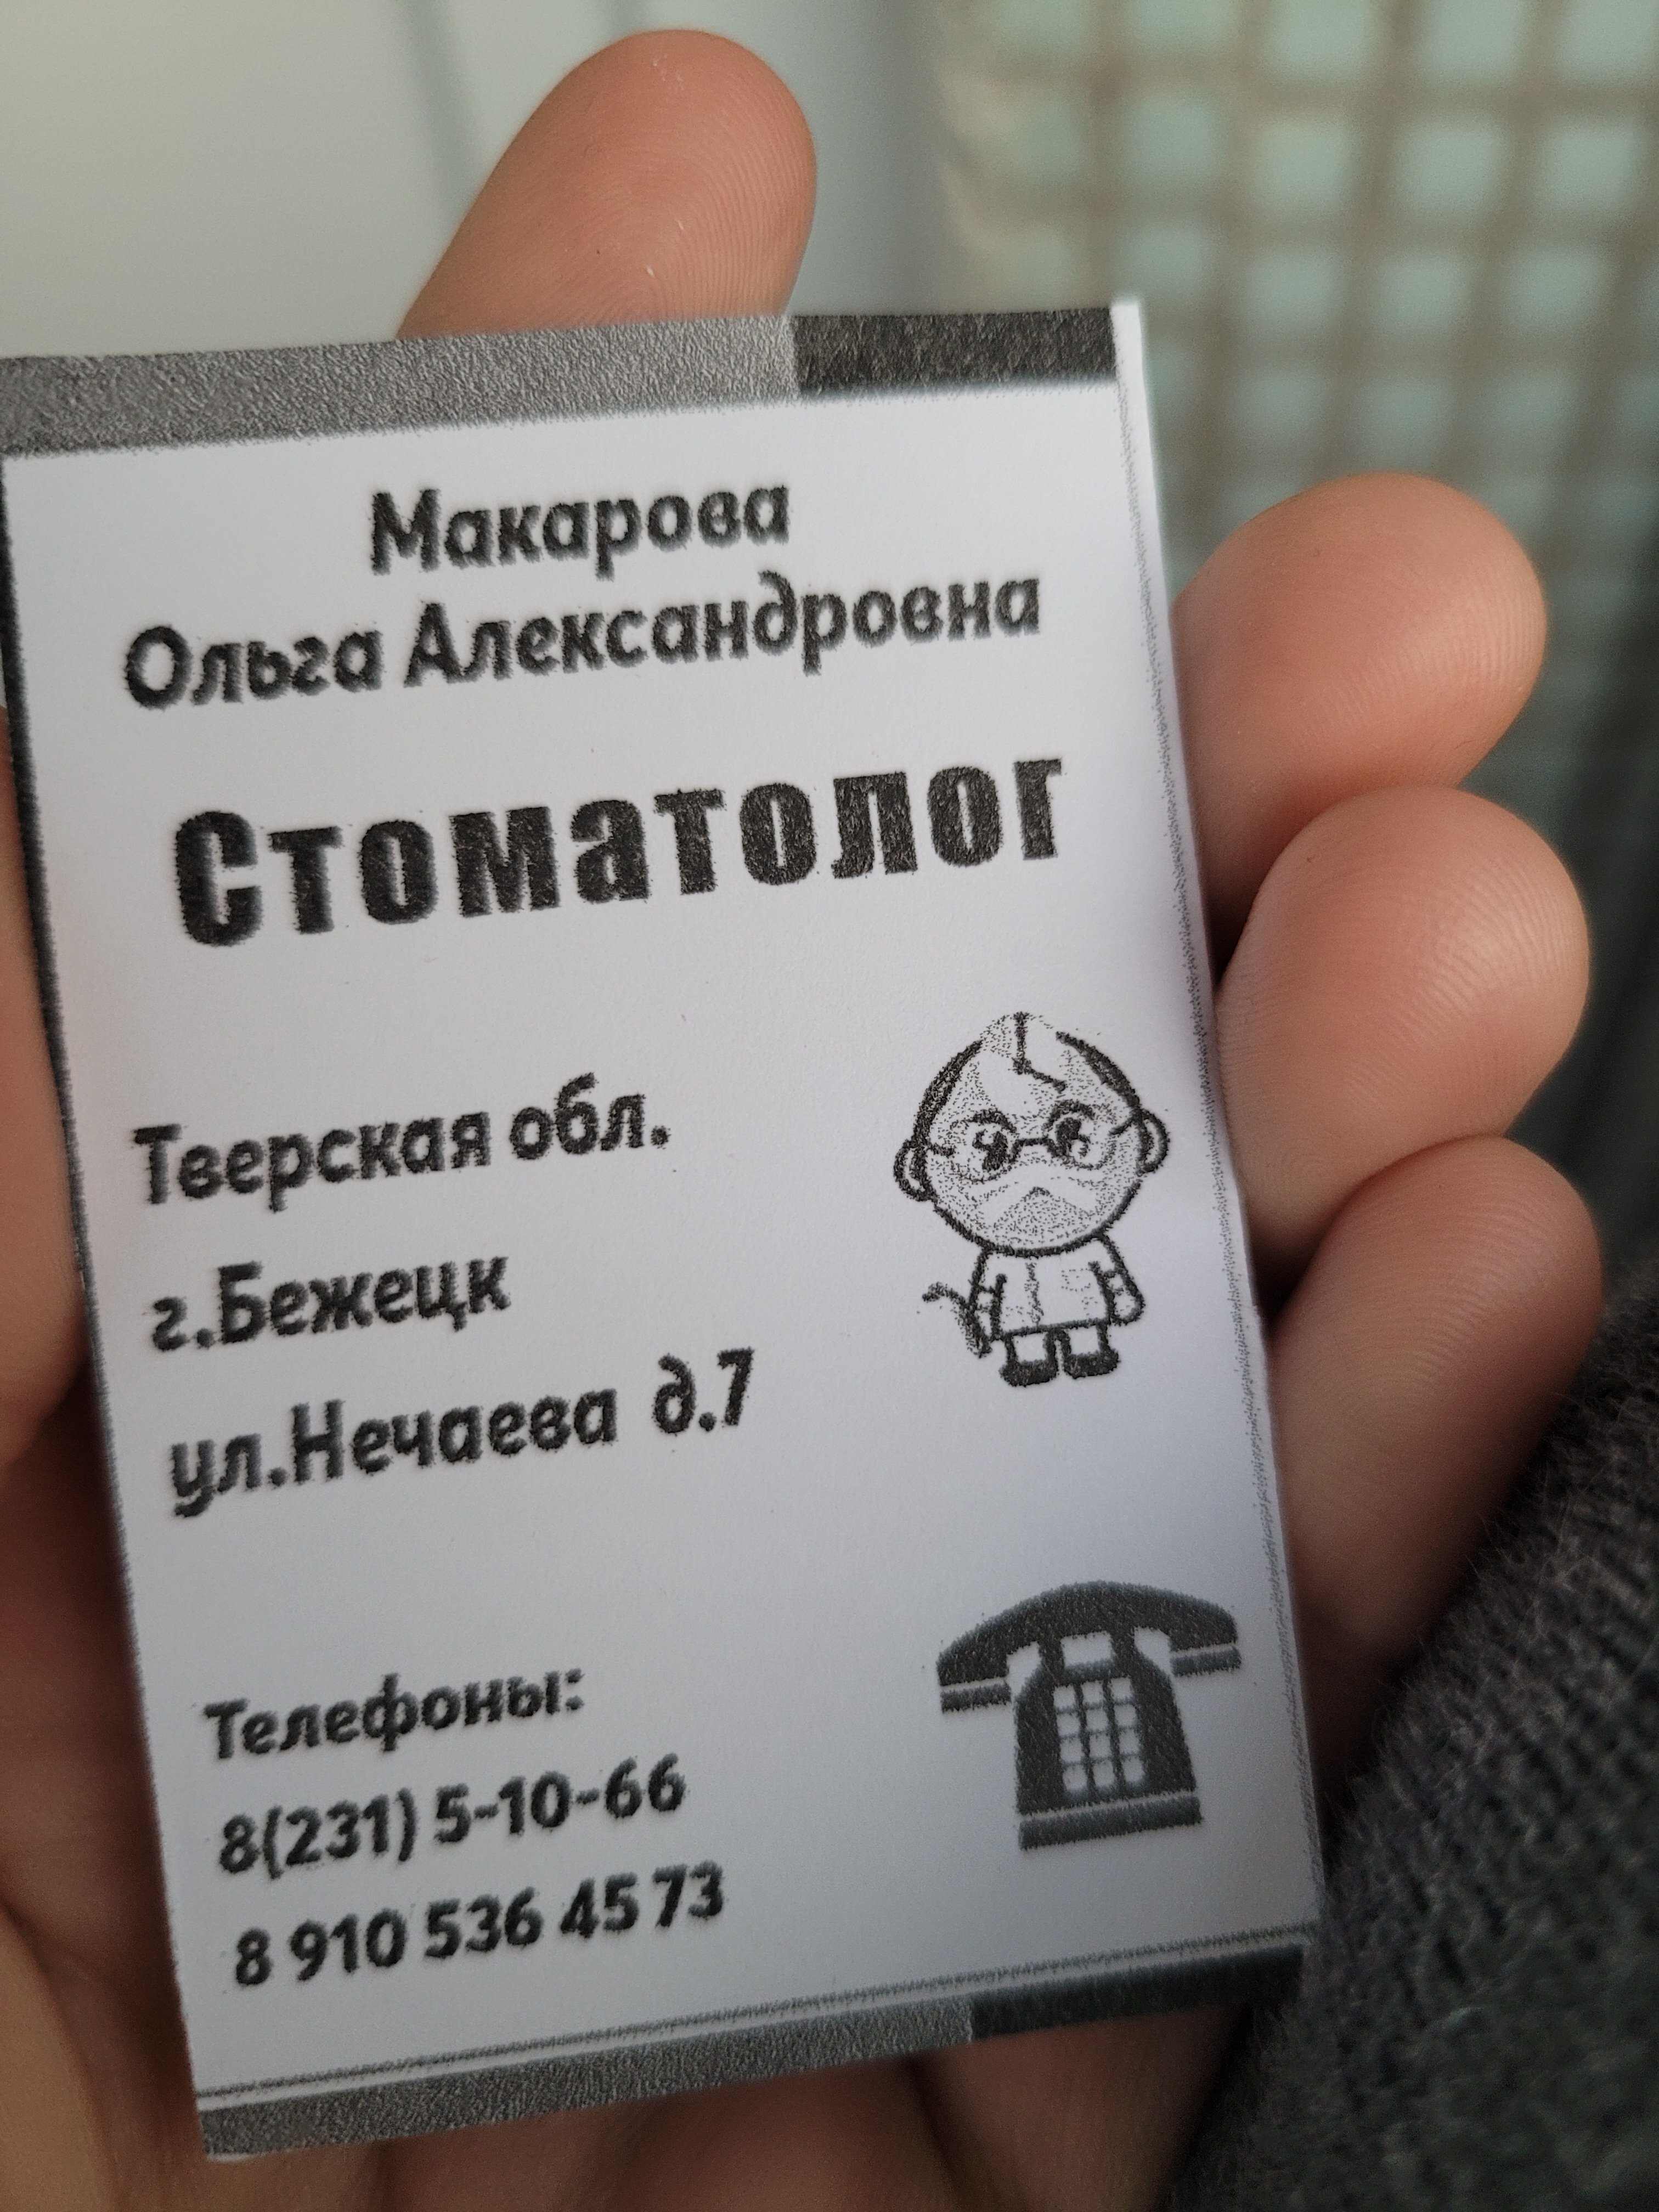 Макарова
Ольга Александровна
Стоматолог
Тверская обл.
г.Бежецк
ул.Нечаева д.7
Телефоны:
8(231) 5-10-66
8 910 536 45 73